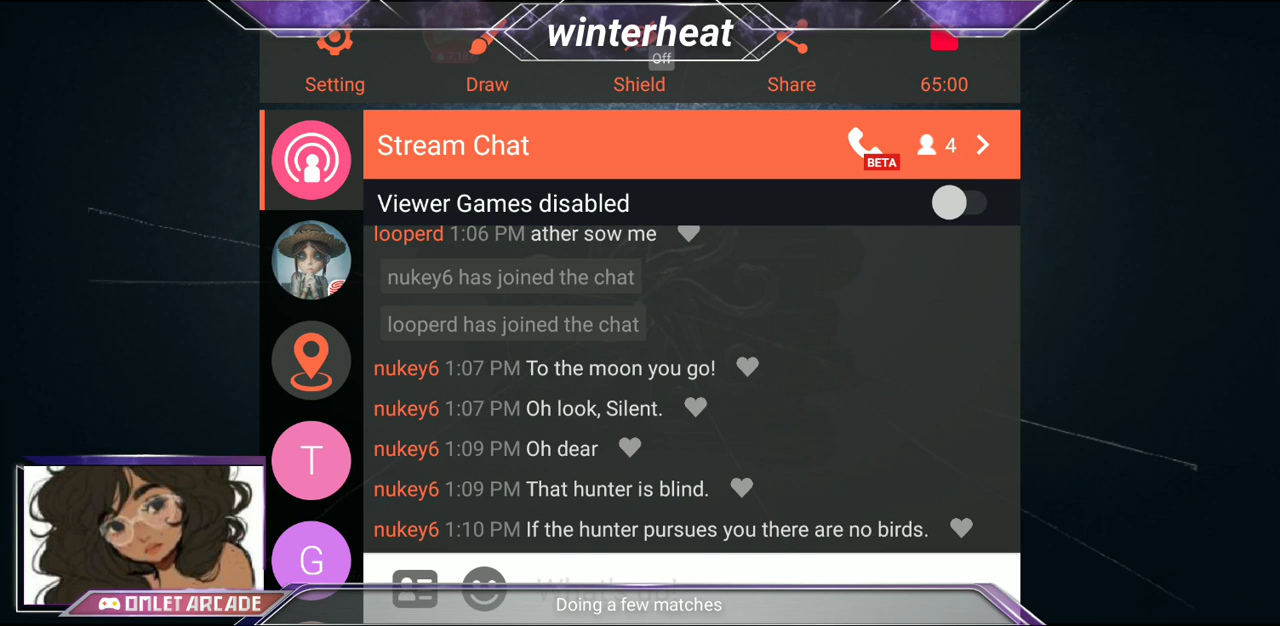 winterheat
Off
Setting
Draw
Shield
Share
65:00
Stream Chat
BETA
4
Viewer Games disabled
looperd 1:06 PM ather sow me
nukey6 has joined the chat
looperd has joined the chat
nukey6 1:07 PM To the moon you go!
nukey6 1:07 PM Oh look, Silent.
T
nukey6 1:09 PM Oh dear
nukey6 1:09 PM That hunter is blind.
nukey6 1:10 PM If the hunter pursues you there are no birds.
G
OMLET ARCADE
Doing a few matches